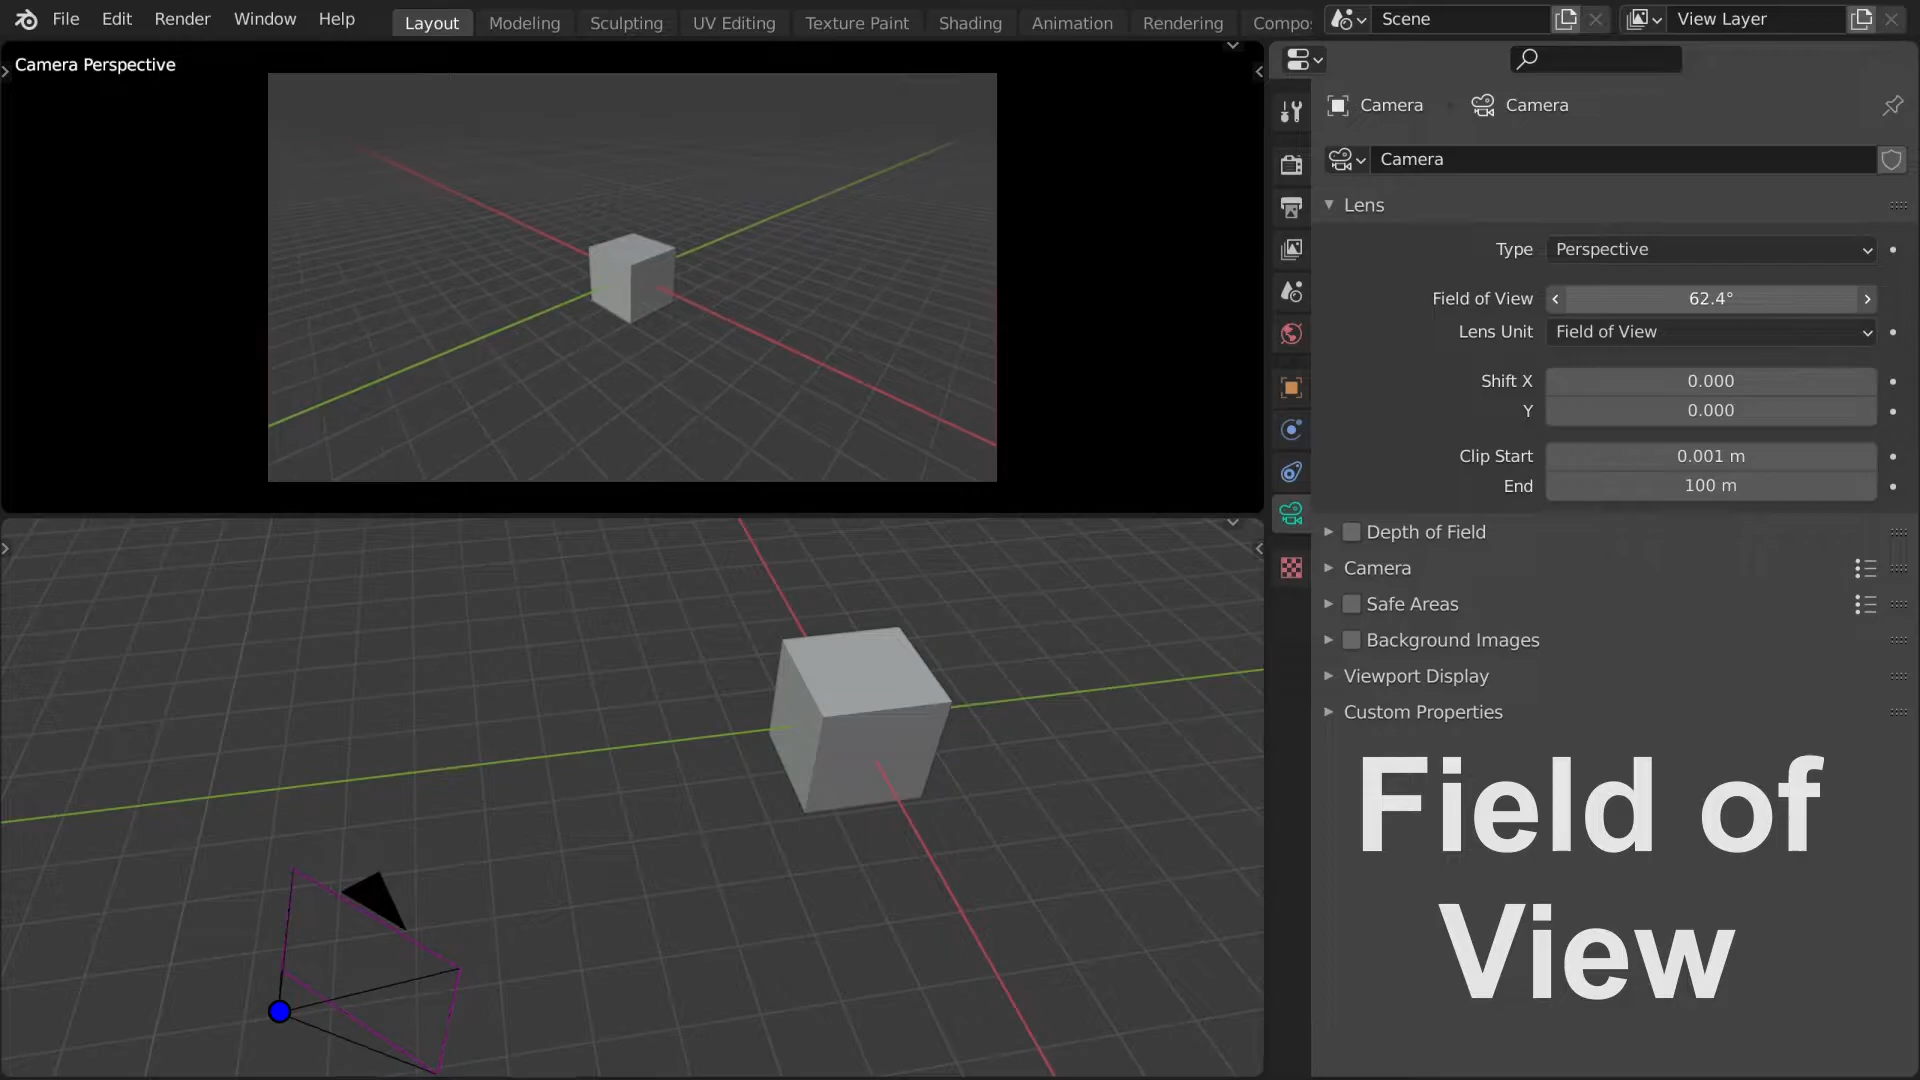 File Edit Render Window Help
Layout Modeling Sculpting UV Editing Texture Paint Shading Animation Rendering Compo
Scene
View Layer
Camera Perspective
Camera Camera
Camera
Lens
Type Perspective
Field of View 62.4°
Lens Unit Field of View
Shift X 0.000
Y 0.000
Clip Start 0.001 m
End 100 m
Depth of Field
Camera
Safe Areas
Background Images
Viewport Display
Custom Properties
Field of
View